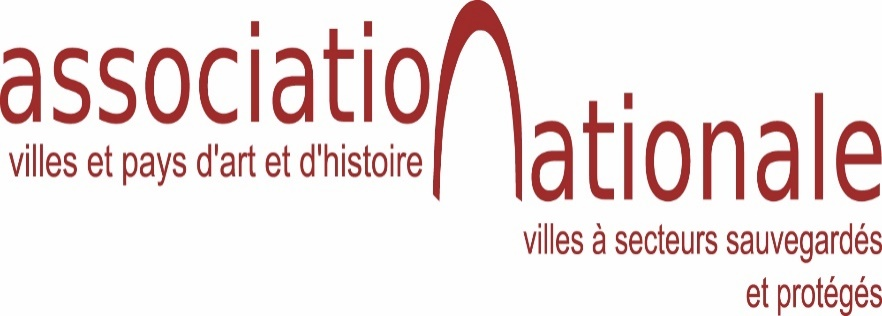 association
nationale
villes et pays d'art et d'histoire
villes à secteurs sauvegardés
et protégés